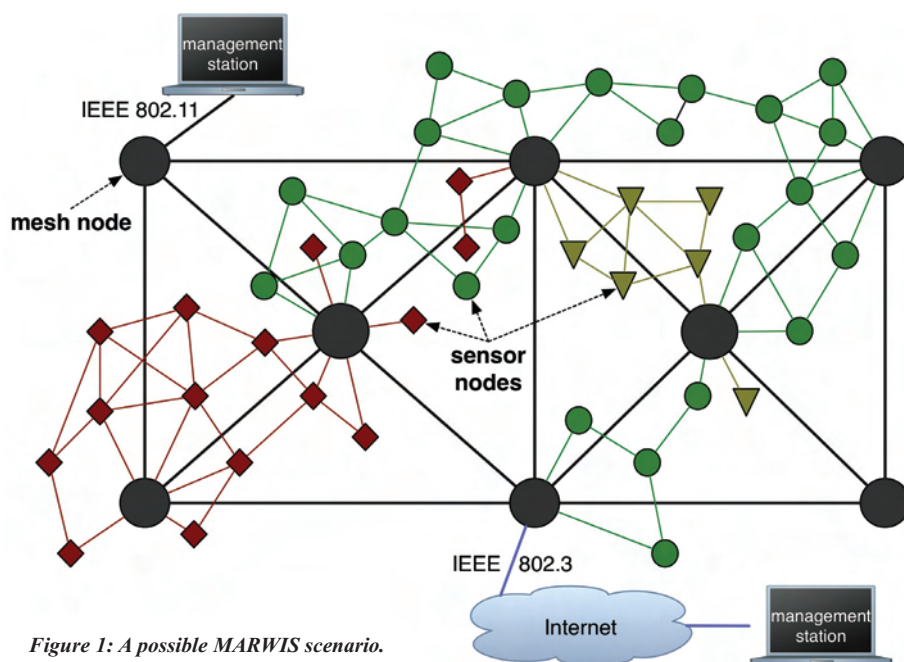 management
station
IEEE 802.11
mesh node
sensor
nodes
IEEE 802.3
Internet
management
station
Figure 1: A possible MARWIS scenario.